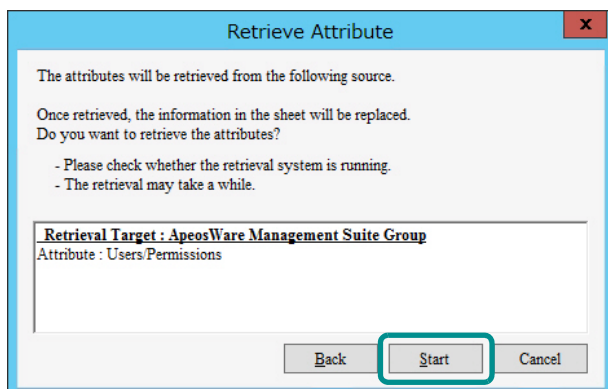 Retrieve Attribute
x
The attributes will be retrieved from the following source.
Once retrieved, the information in the sheet will be replaced.
Do you want to retrieve the attributes?
- Please check whether the retrieval system is running.
- The retrieval may take a while.
Retrieval Target : ApeosWare Management Suite Group
Attribute : Users/Permissions
Back Start Cancel